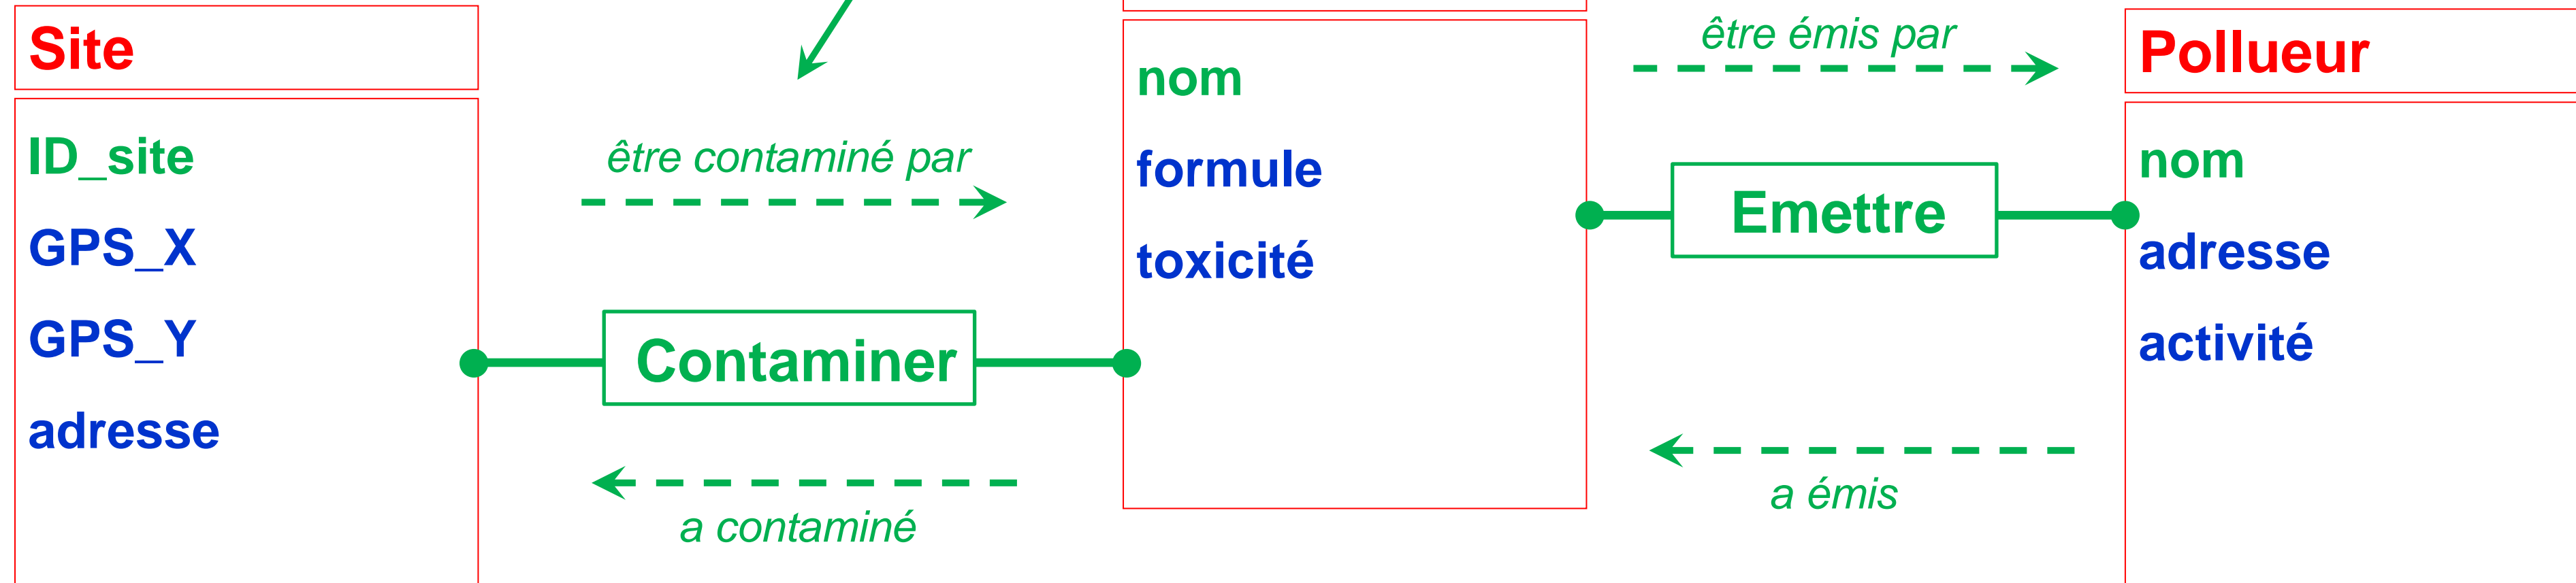 Site
ID_site
GPS_X
GPS_Y
adresse
être contaminé par
Contaminer
a contaminé
nom
formule
toxicité
être émis par
Emettre
a émis
Pollueur
nom
adresse
activité